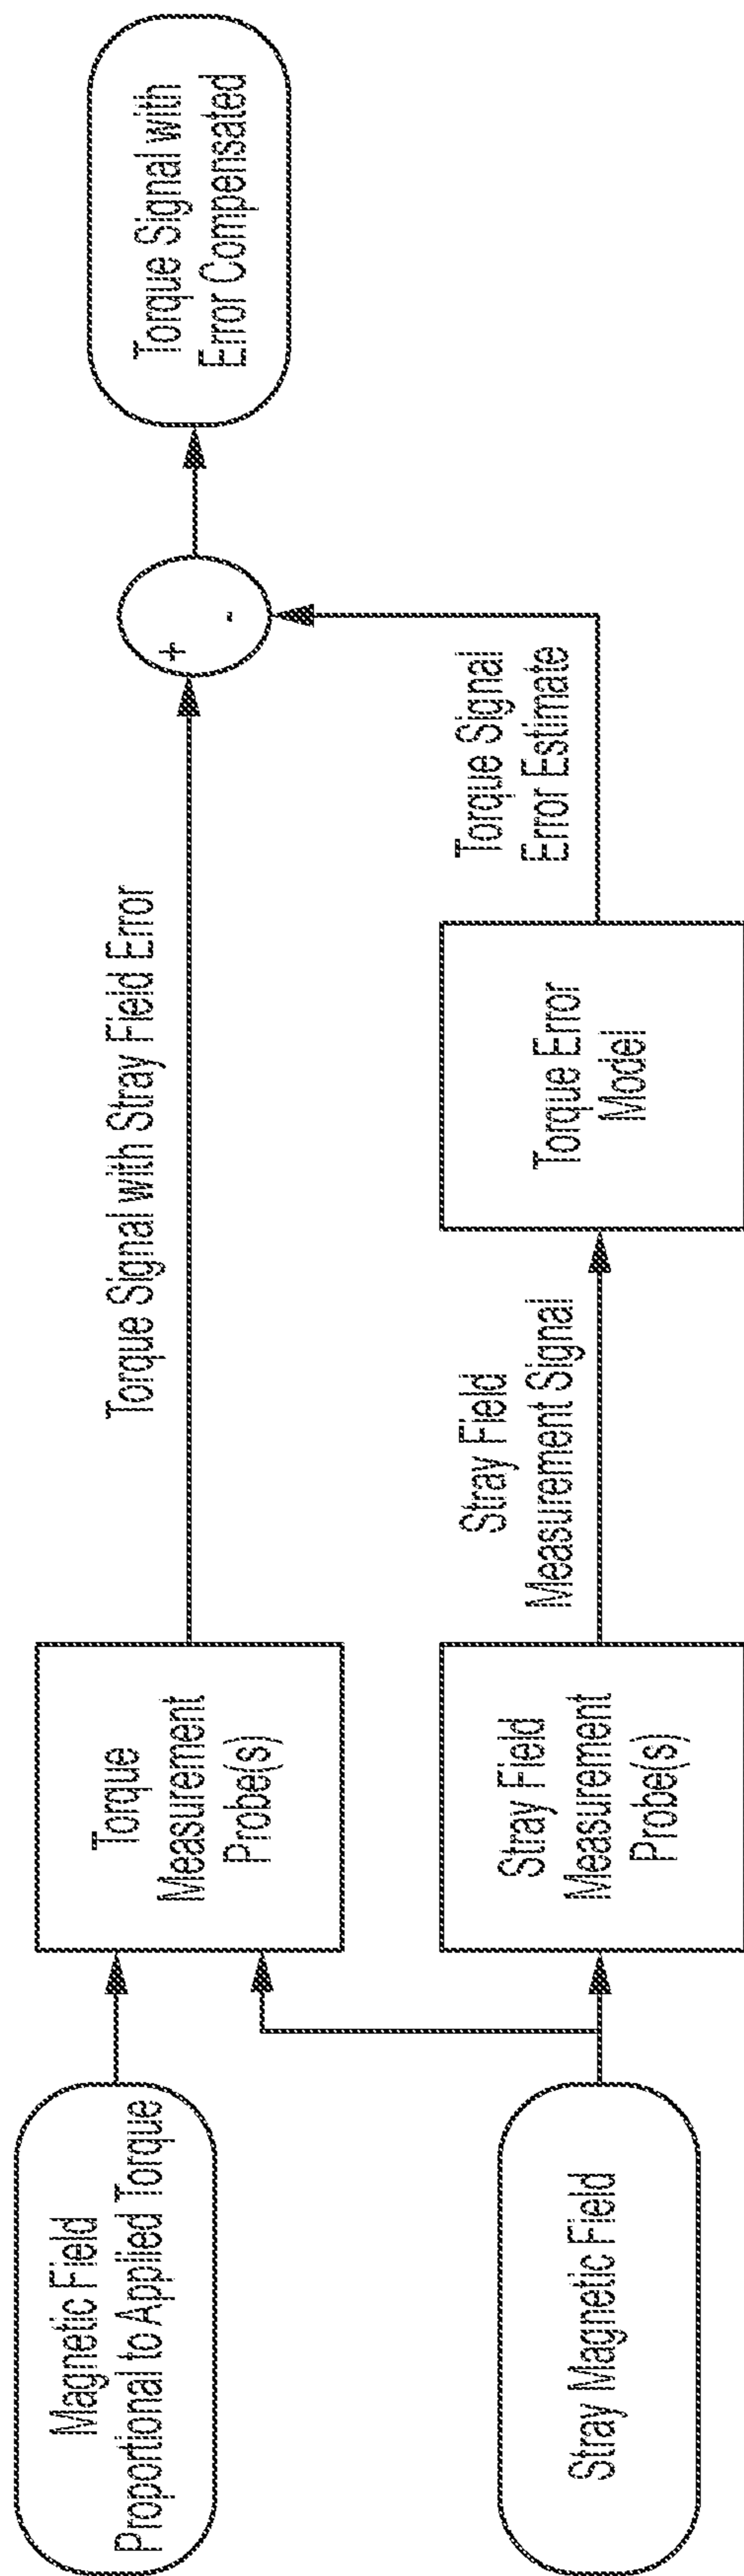 Magnetic Field
Proportional to Applied Torque
Stray Magnetic Field
Torque
Measurement
Probe(s)
Stray Field
Measurement
Probe(s)
Torque Signal with Stray Field Error
Stray Field
Measurement Signal
Torque Error
Model
Torque Signal
Error Estimate
+
-
Torque Signal with
Error Compensated